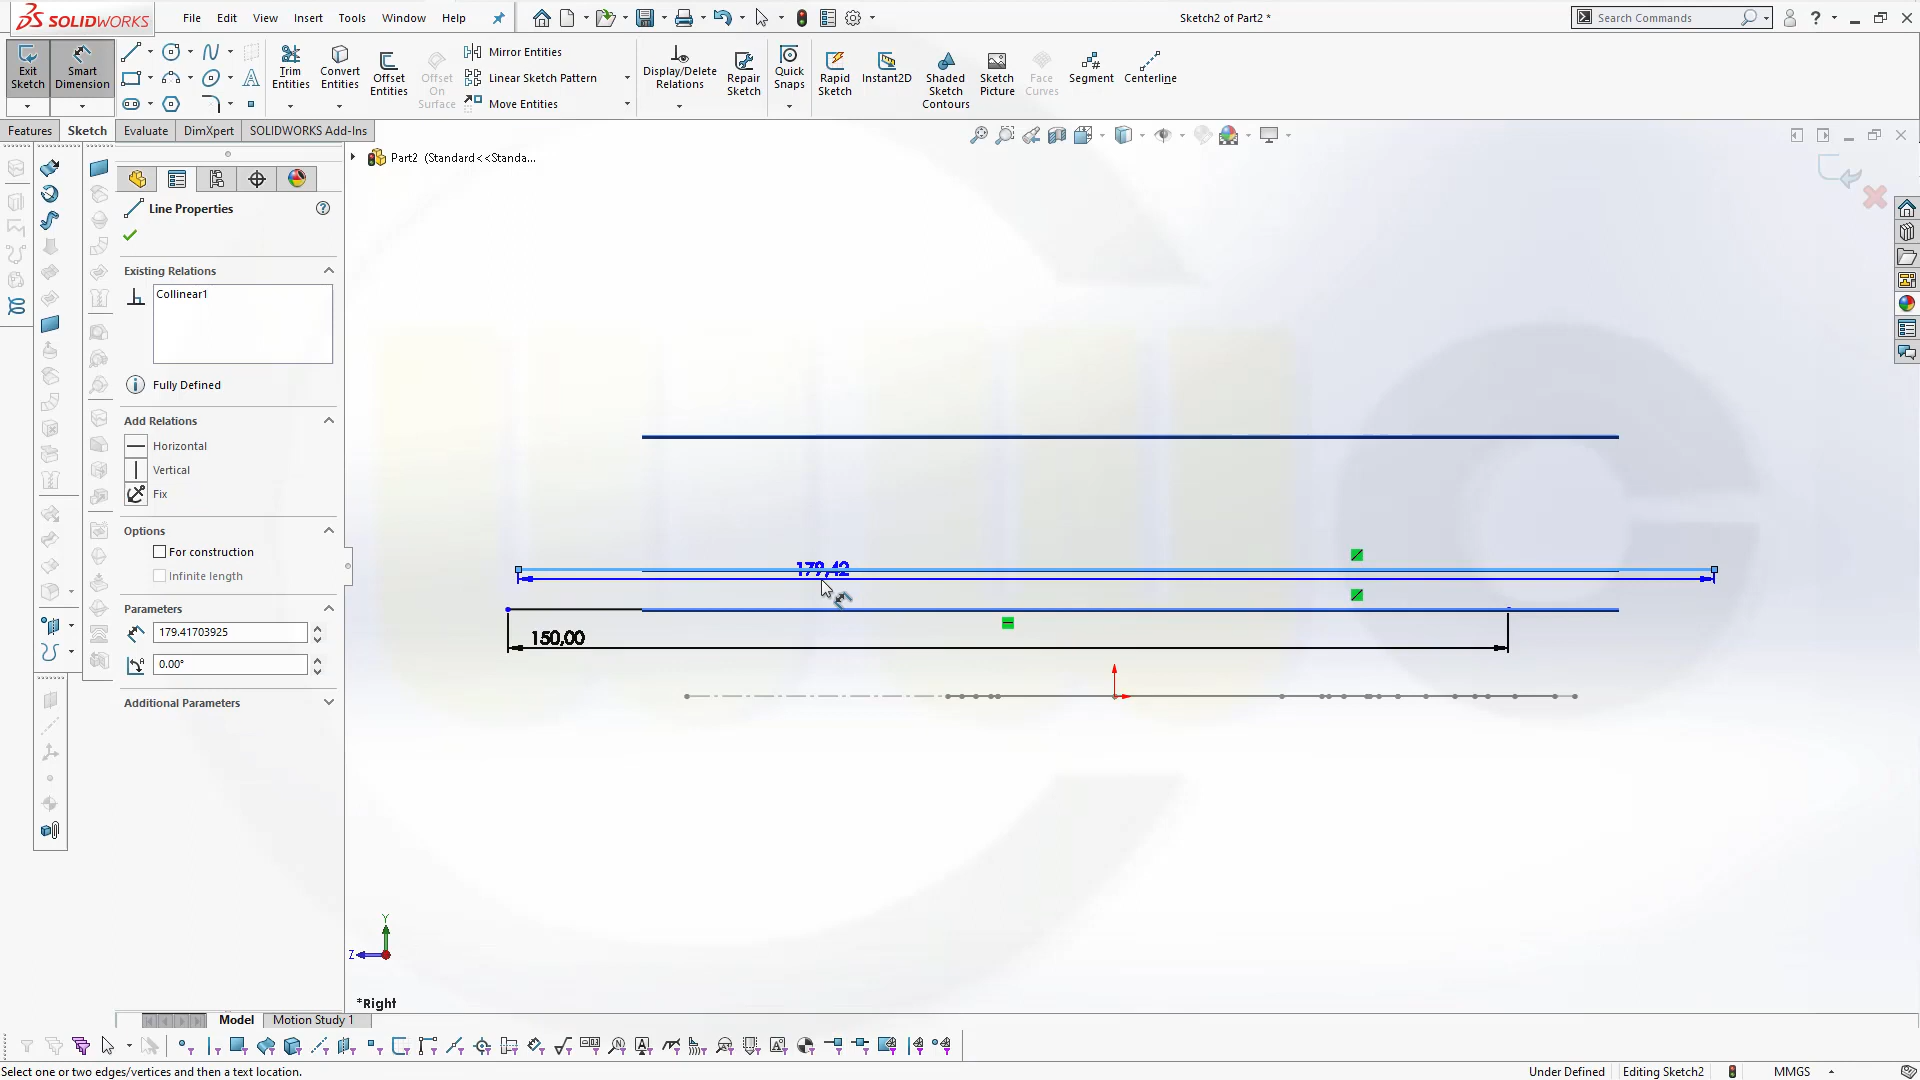 SOLIDWORKS
File Edit View Insert Tools Window Help
Sketch2 of Part2 *
Search Commands
Exit Sketch
Smart Dimension
Trim Entities
Convert Entities
Offset Entities
Offset On Surface
Mirror Entities
Linear Sketch Pattern
Move Entities
Display/Delete Relations
Repair Sketch
Quick Snaps
Rapid Sketch
Instant2D
Shaded Sketch Contours
Sketch Picture
Face Curves
Segment
Centerline
Features Sketch Evaluate DimXpert SOLIDWORKS Add-Ins
Part2 (Standard<<Standa...
Line Properties
Existing Relations
Collinear1
Fully Defined
Add Relations
Horizontal
Vertical
Fix
Options
For construction
Infinite length
Parameters
179.41703925
0.00°
Additional Parameters
179,42
150,00
Y
Z
*Right
Model Motion Study 1
Select one or two edges/vertices and then a text location.
Under Defined Editing Sketch2 MMGS